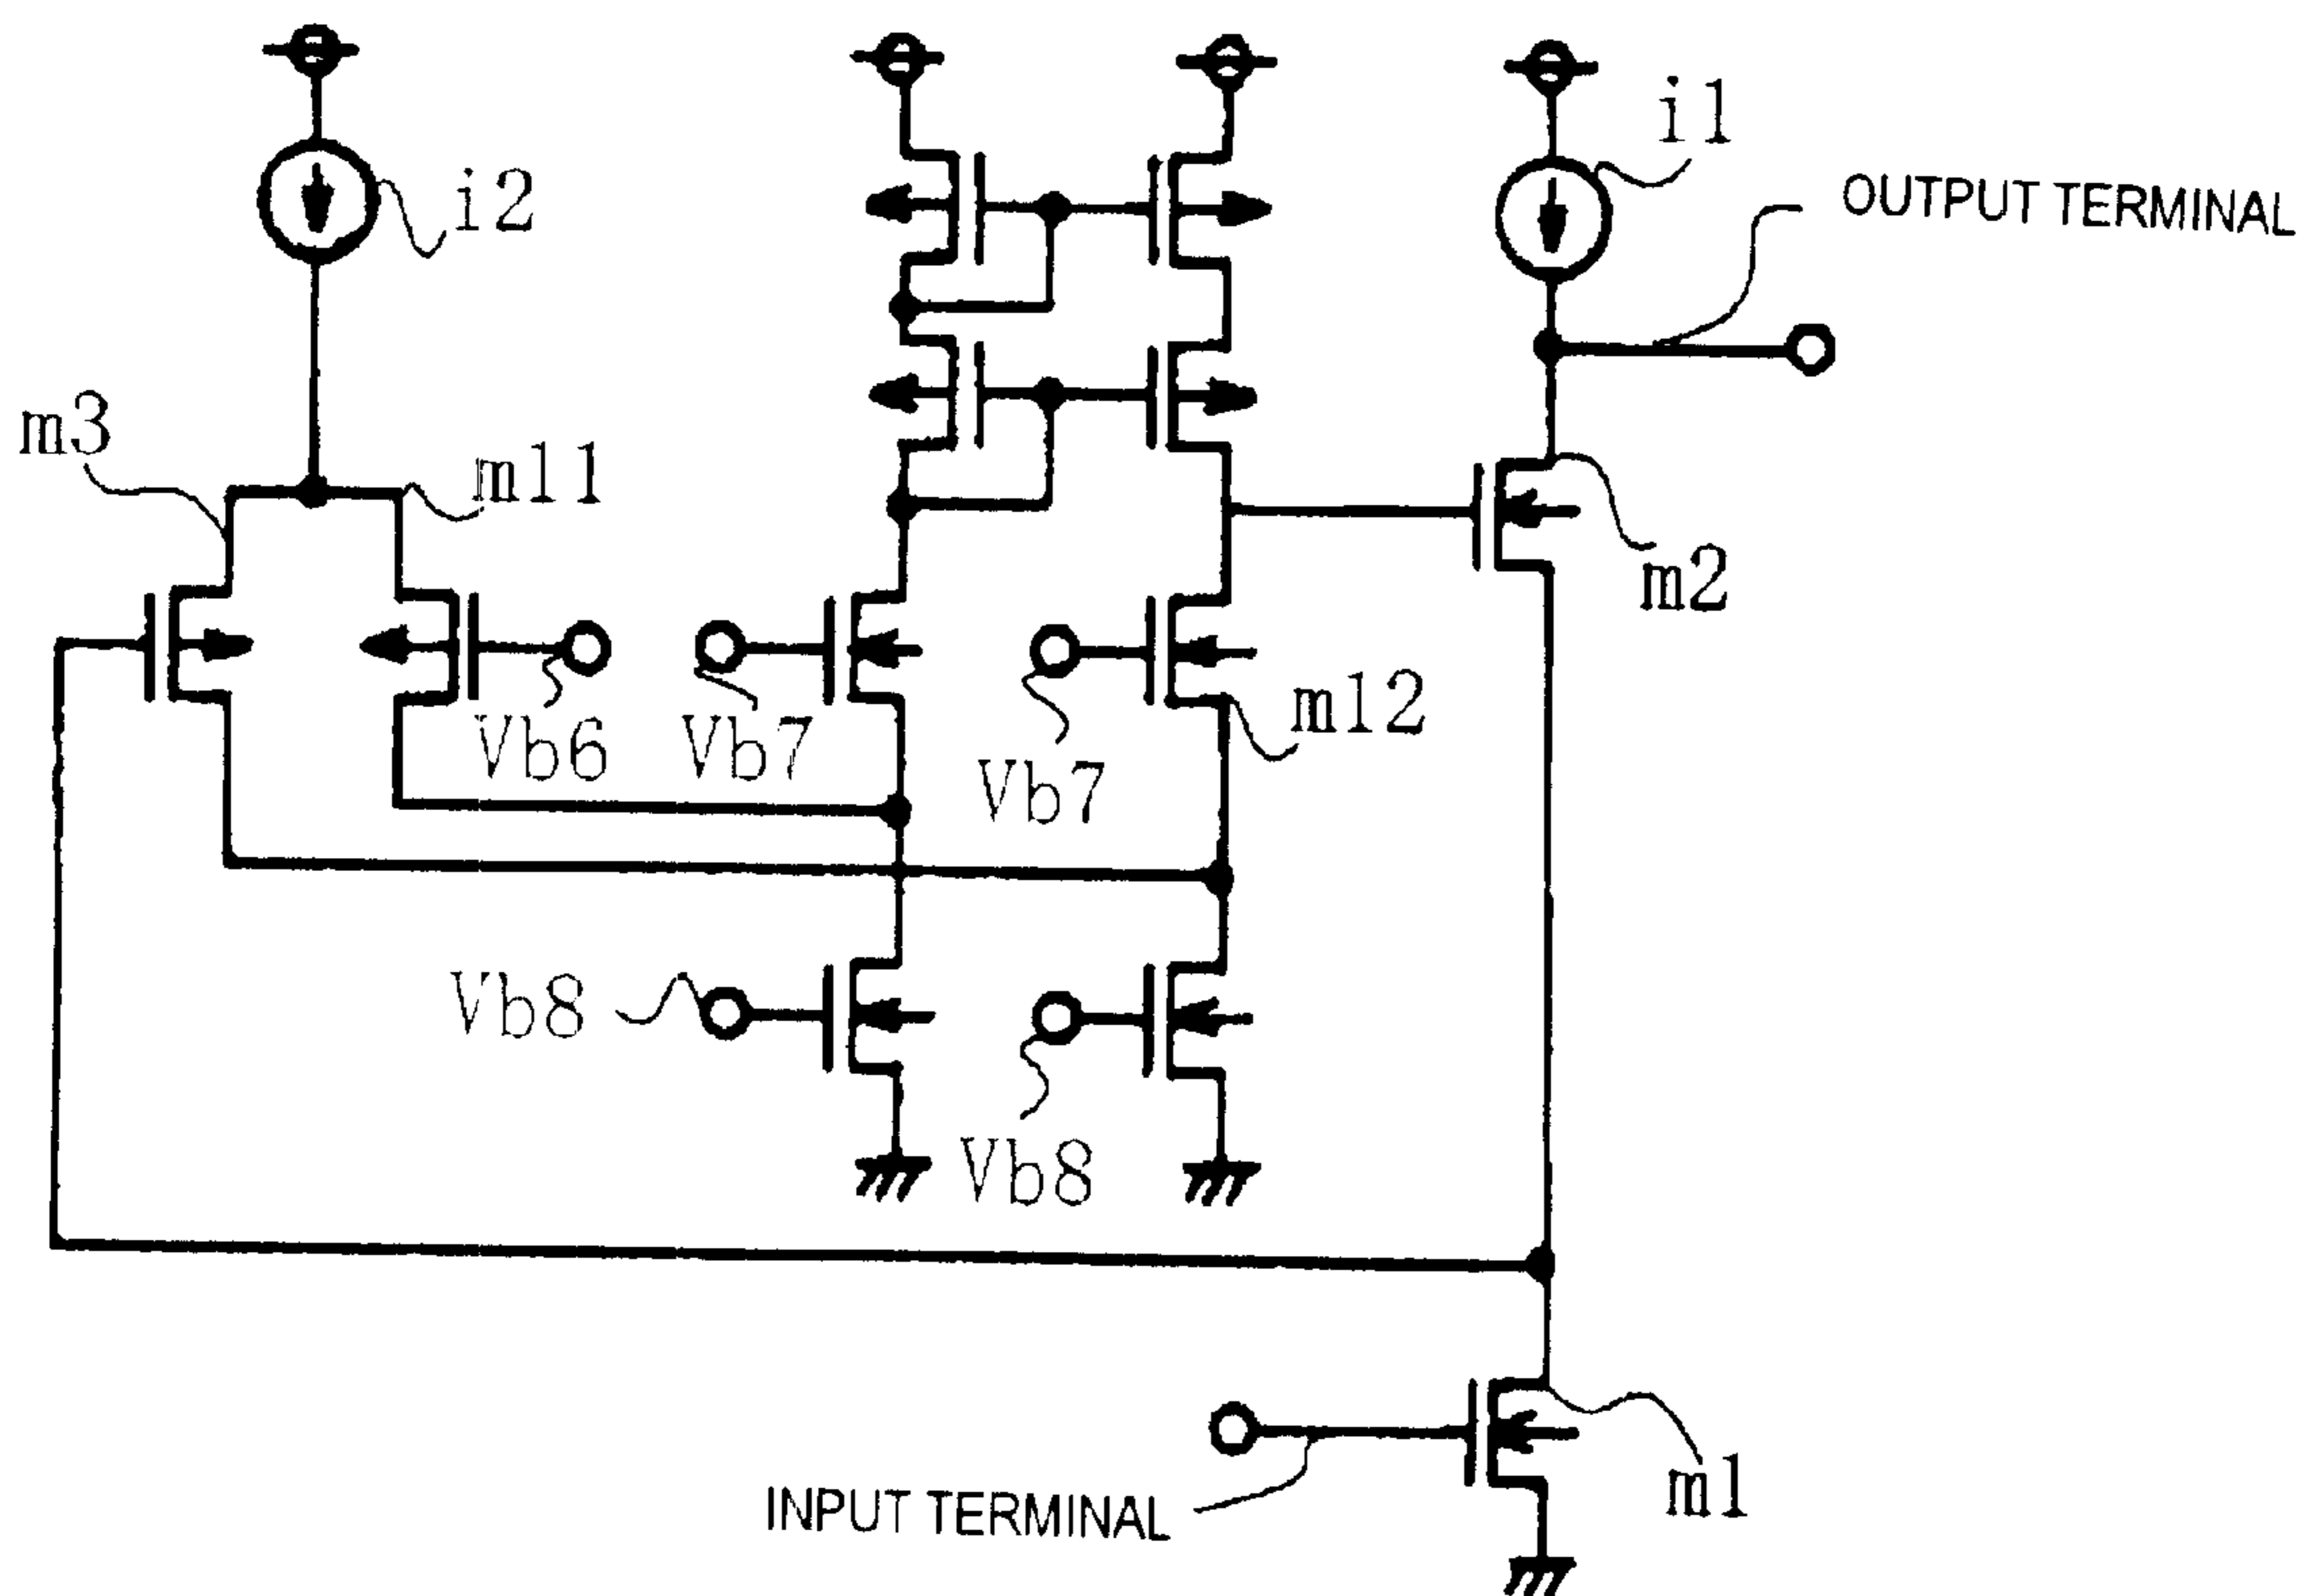 i1
i2
OUTPUT TERMINAL
m3
m11
m2
Vb6
Vb7
m12
Vb7
Vb8
Vb8
m1
INPUT TERMINAL